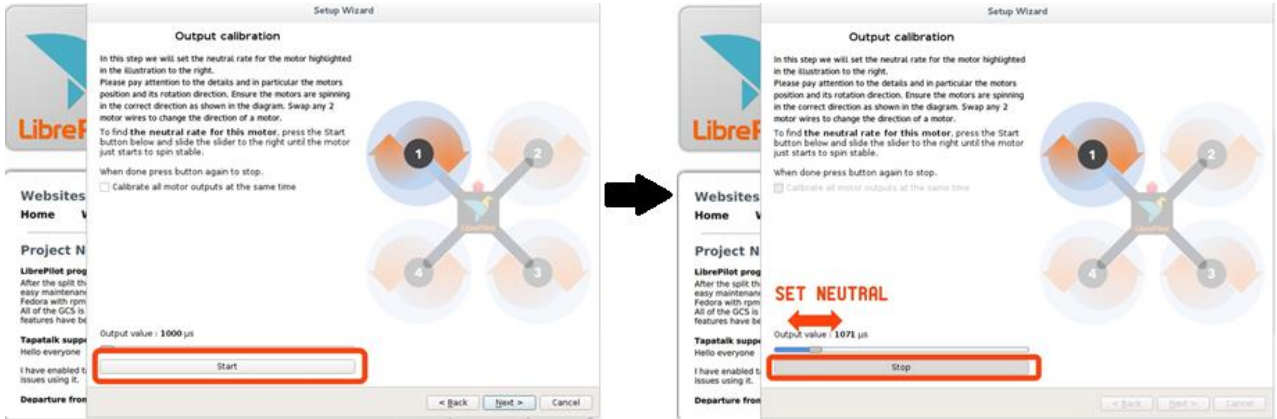 Setup Wizard
Output calibration
In this step we will set the neutral rate for the motor highlighted
in the illustration to the right.
Please pay attention to the details and in particular the motors
position and its rotation direction. Ensure the motors are spinning
in the correct direction as shown in the diagram. Swap any 2
motor wires to change the direction of a motor.
To find the neutral rate for this motor, press the Start
button below and slide the slider to the right until the motor
just starts to spin stable.
When done press button again to stop.
Calibrate all motor outputs at the same time
1
2
3
4
LibrePilot
Output value : 1000 µs
Start
< Back Next > Cancel
LibreP
Websites
Home
Project N
LibrePilot prog
After the split th
easy maintenan
Fedora with rpm
All of the GCS is
features have be
Tapatalk suppo
Hello everyone
I have enabled t
issues using it.
Departure from
Setup Wizard
Output calibration
In this step we will set the neutral rate for the motor highlighted
in the illustration to the right.
Please pay attention to the details and in particular the motors
position and its rotation direction. Ensure the motors are spinning
in the correct direction as shown in the diagram. Swap any 2
motor wires to change the direction of a motor.
To find the neutral rate for this motor, press the Start
button below and slide the slider to the right until the motor
just starts to spin stable.
When done press button again to stop.
Calibrate all motor outputs at the same time
1
2
3
4
LibrePilot
SET NEUTRAL
Output value : 1071 µs
Stop
< Back Next > Cancel
LibreP
Websites
Home
Project N
LibrePilot prog
After the split th
easy maintenan
Fedora with rpm
All of the GCS is
features have be
Tapatalk suppo
Hello everyone
I have enabled t
issues using it.
Departure from